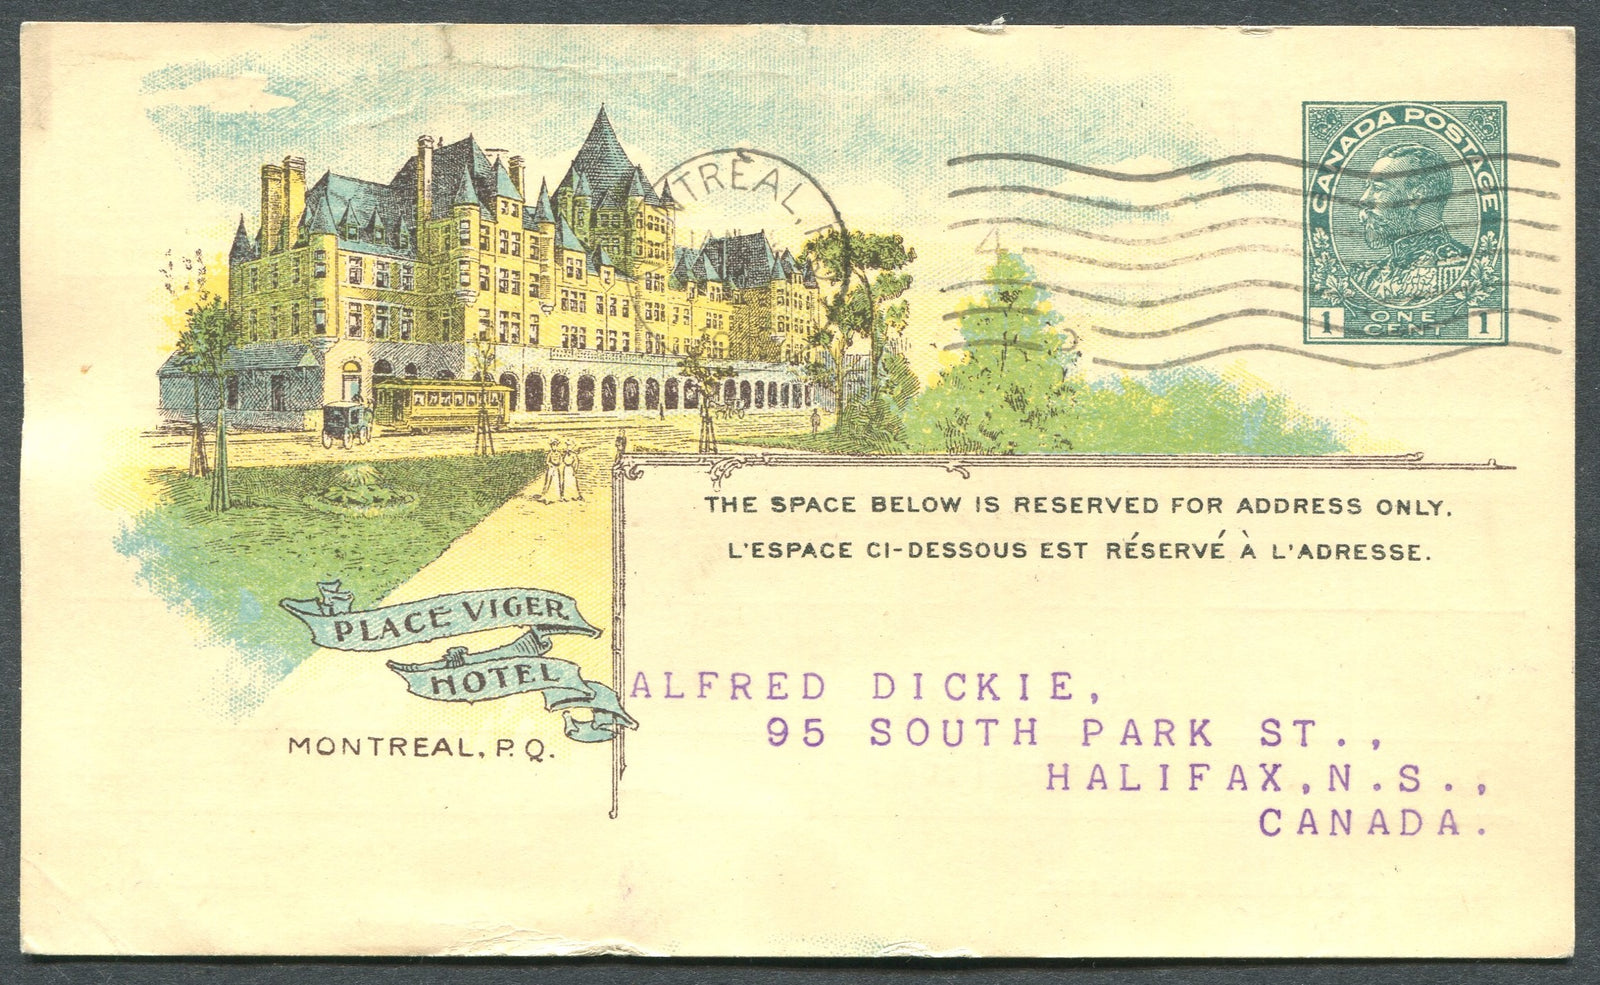 MONTRÉAL, P.
CANADA POSTAGE
1 ONE CENT 1
THE SPACE BELOW IS RESERVED FOR ADDRESS ONLY.
L'ESPACE CI-DESSOUS EST RÉSERVÉ À L'ADRESSE.
PLACE VIGER
HOTEL
MONTREAL, P.Q.
ALFRED DICKIE,
95 SOUTH PARK ST.,
HALIFAX,N.S.,
CANADA.